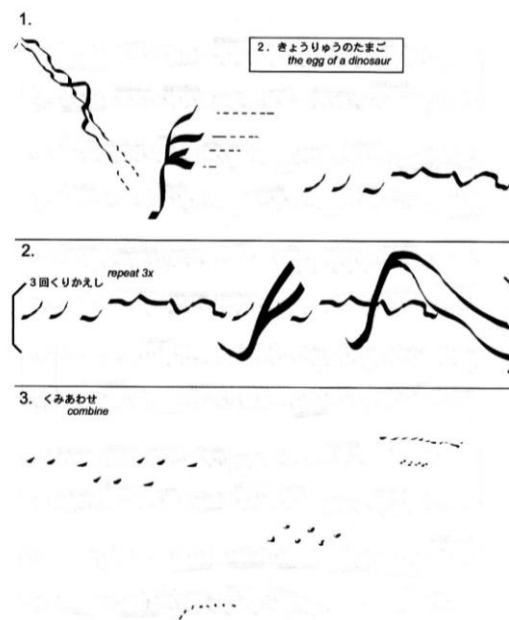 1.
2. きょうりゅうのたまご
the egg of a dinosaur
2.
3回くりかえし repeat 3x
3. くみあわせ
combine